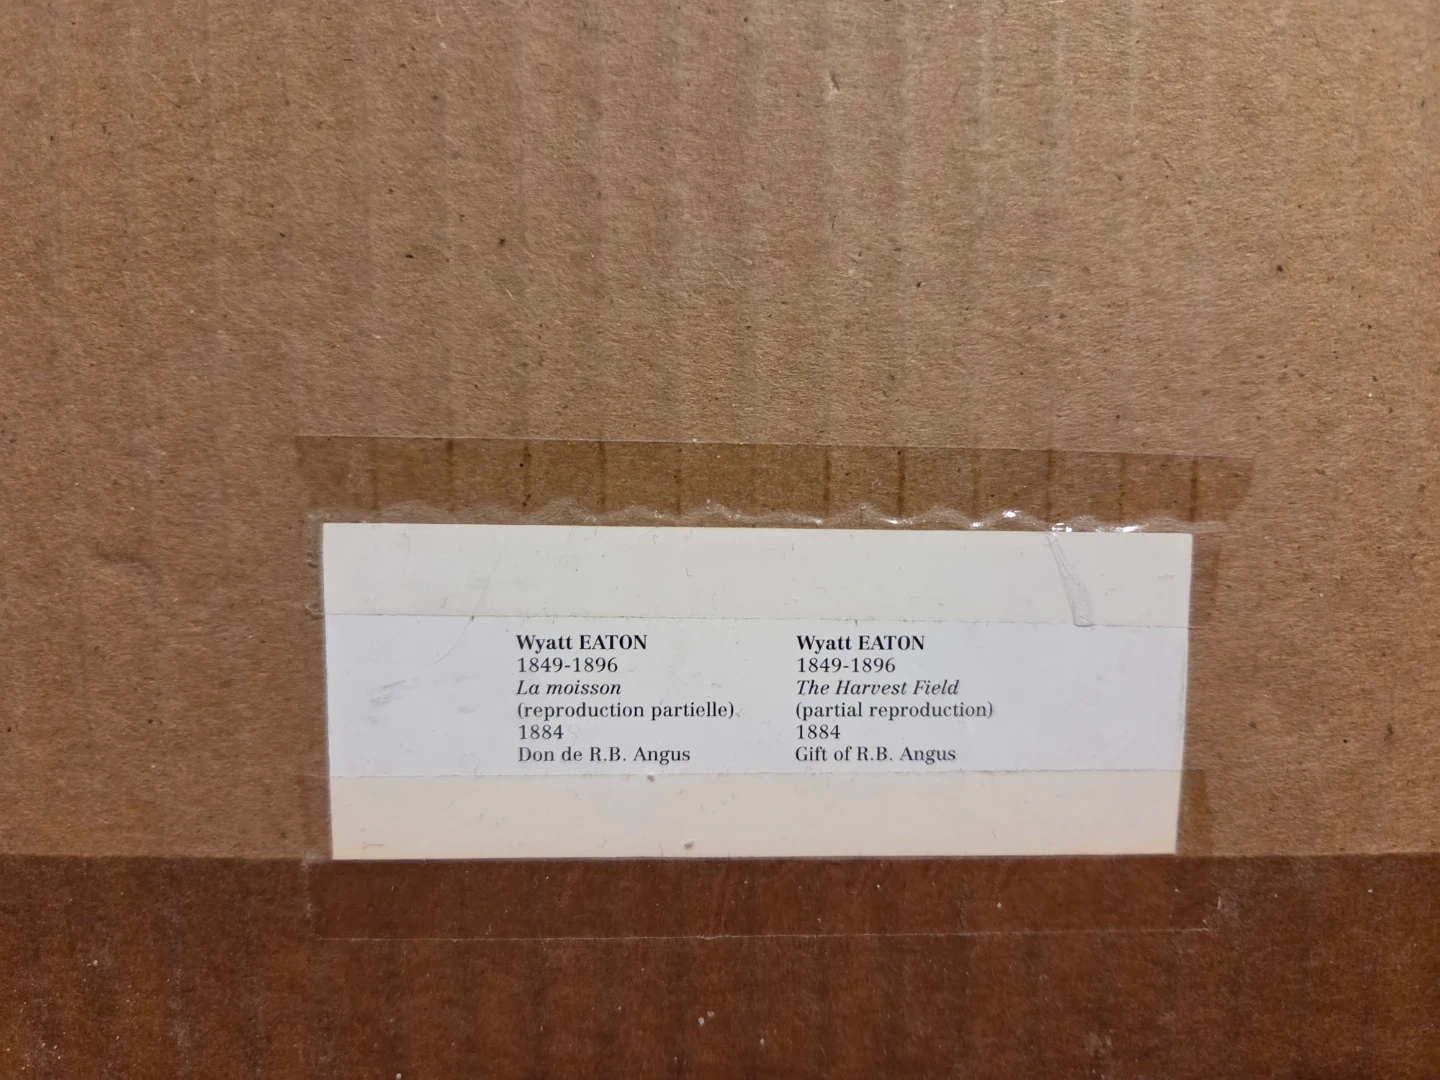 Wyatt EATON
1849-1896
La moisson
(reproduction partielle)
1884
Don de R.B. Angus
Wyatt EATON
1849-1896
The Harvest Field
(partial reproduction)
1884
Gift of R.B. Angus